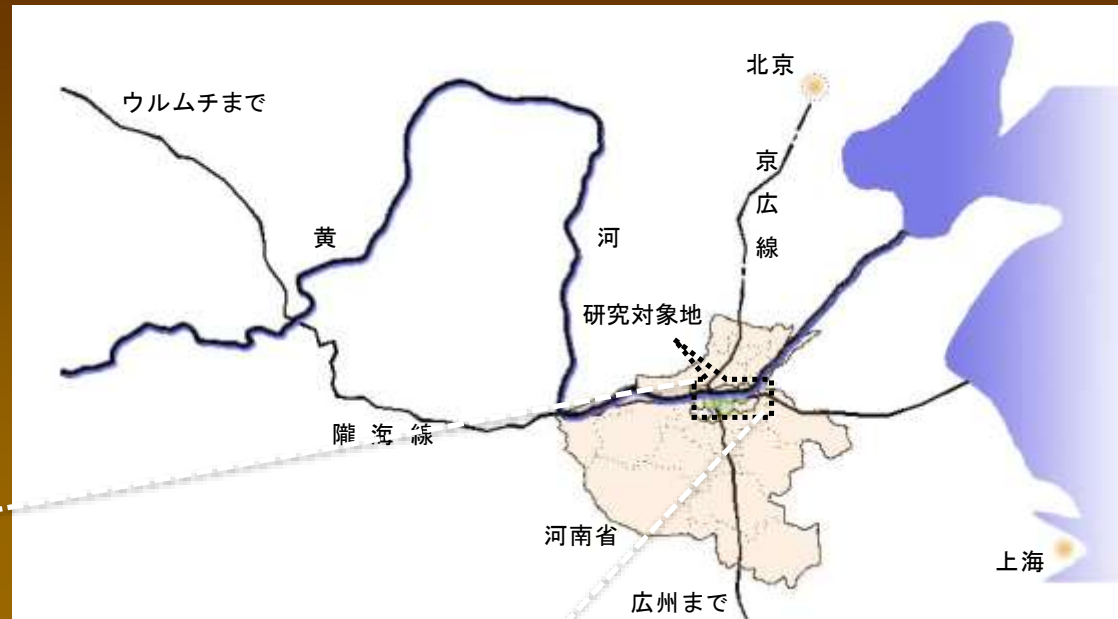 北京
ウルムチまで
京広線
黄河
研究対象地
隴海線
河南省
上海
広州まで